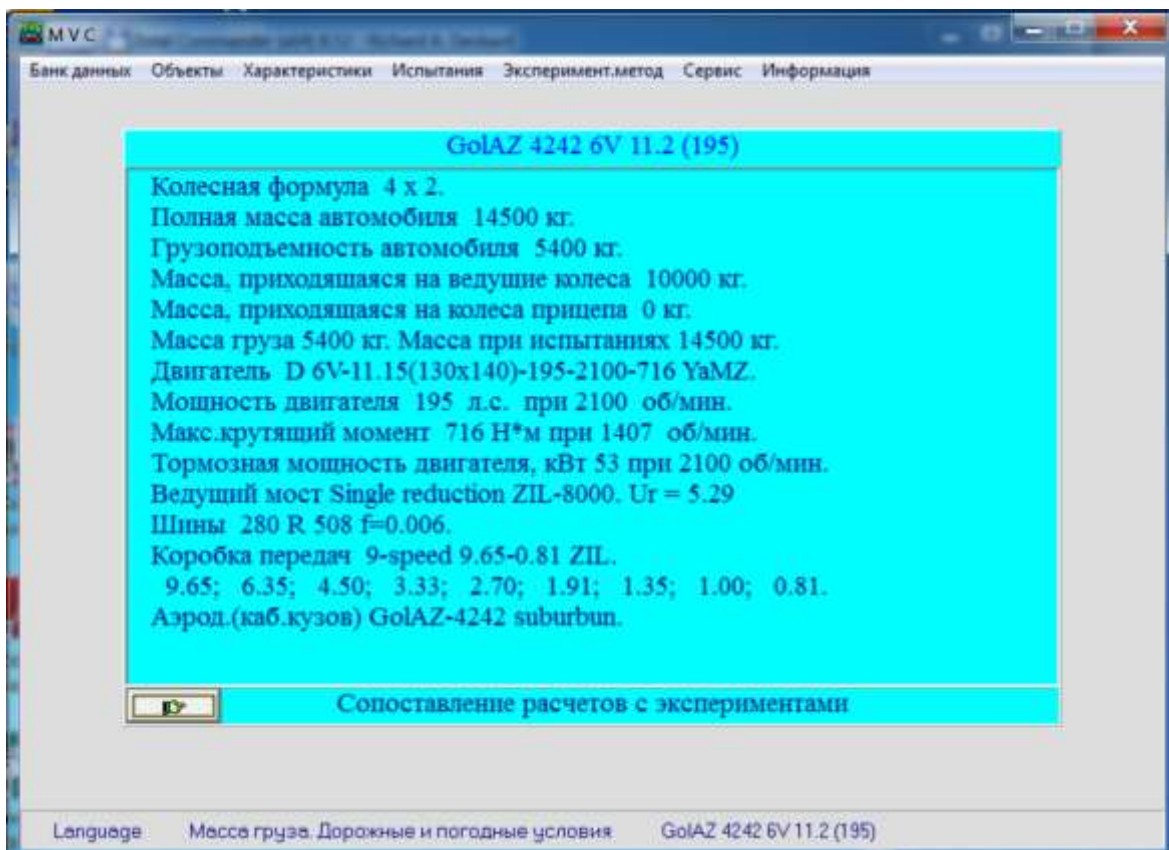 MVC
Банк данных Объекты Характеристики Испытания Эксперимент.метод Сервис Информация
GolAZ 4242 6V 11.2 (195)
Колесная формула 4 x 2.
Полная масса автомобиля 14500 кг.
Грузоподъемность автомобиля 5400 кг.
Масса, приходящаяся на ведущие колеса 10000 кг.
Масса, приходящаяся на колеса прицепа 0 кг.
Масса груза 5400 кг. Масса при испытаниях 14500 кг.
Двигатель D 6V-11.15(130x140)-195-2100-716 YaMZ.
Мощность двигателя 195 л.с. при 2100 об/мин.
Макс.крутящий момент 716 Н*м при 1407 об/мин.
Тормозная мощность двигателя, кВт 53 при 2100 об/мин.
Ведущий мост Single reduction ZIL-8000. Ur = 5.29
Шины 280 R 508 f=0.006.
Коробка передач 9-speed 9.65-0.81 ZIL.
9.65; 6.35; 4.50; 3.33; 2.70; 1.91; 1.35; 1.00; 0.81.
Аэрод.(каб.кузов) GolAZ-4242 suburbun.
Сопоставление расчетов с экспериментами
Language Масса груза. Дорожные и погодные условия GolAZ 4242 6V 11.2 (195)